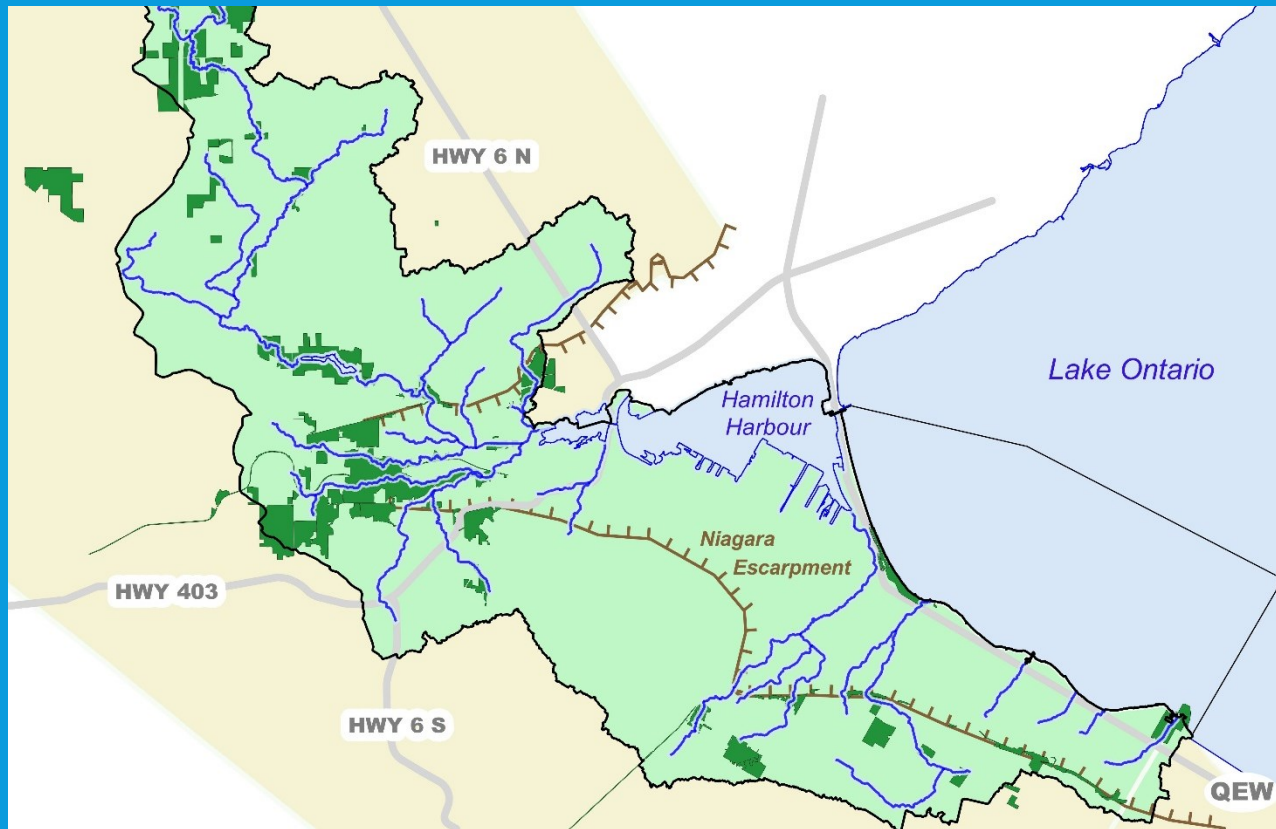 HWY 6 N
Lake Ontario
Hamilton
Harbour
Niagara
Escarpment
HWY 403
HWY 6 S
QEW